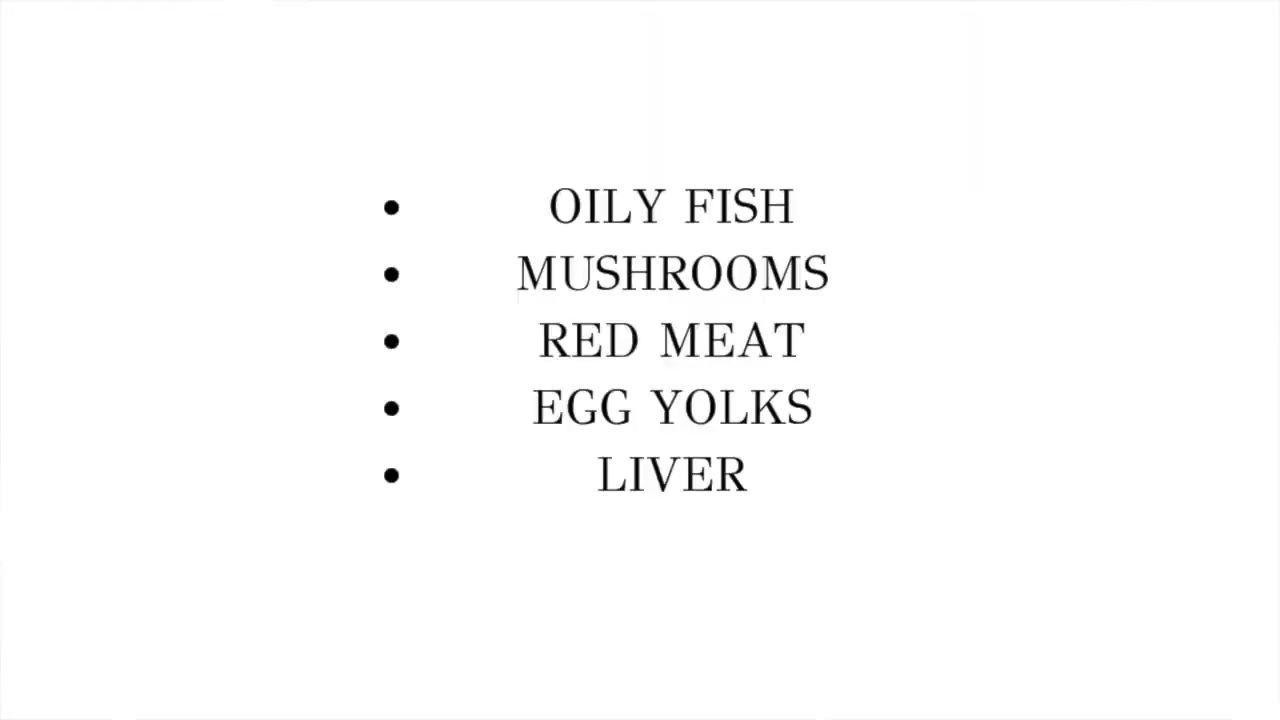 • OILY FISH
• MUSHROOMS
• RED MEAT
• EGG YOLKS
• LIVER